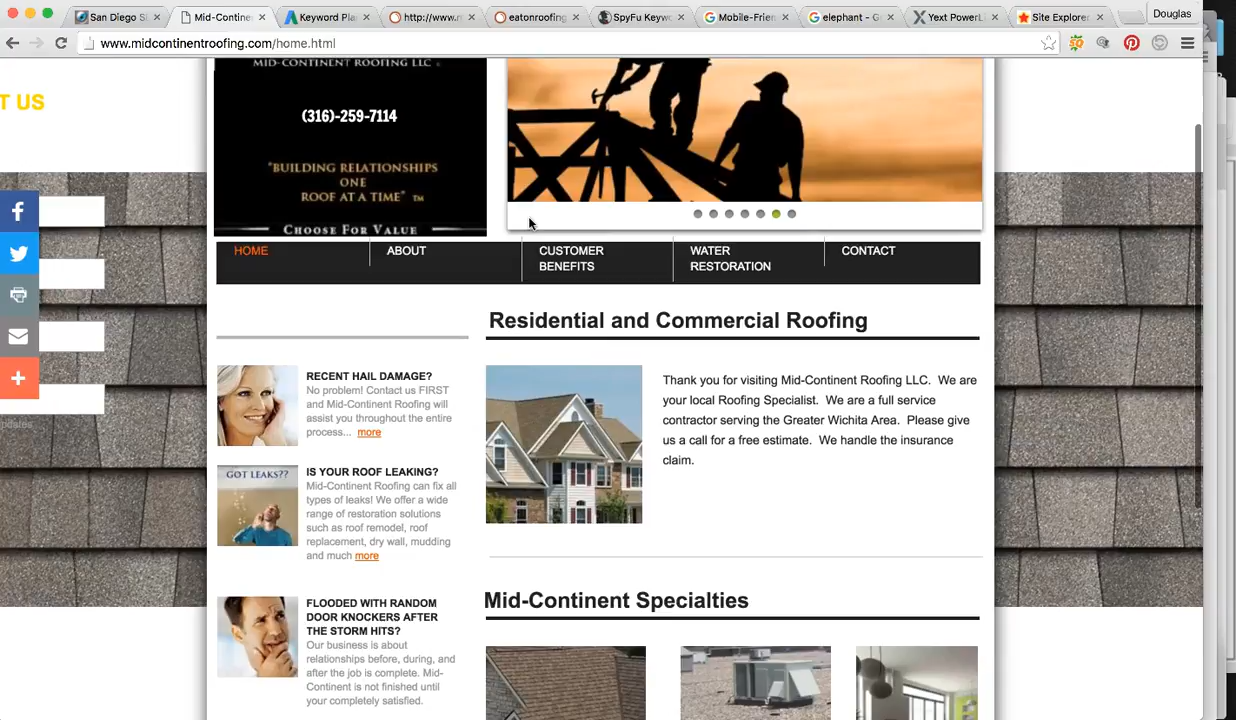 San Diego S
Mid-Contine
Keyword Pla
http://www.
eatonroofing
SpyFu Keyw
Mobile-Frien
elephant - G
Yext PowerL
Site Explore
Douglas
www.midcontinentroofing.com/home.html
T US
MID-CONTINENT ROOFING LLC
(316)-259-7114
"BUILDING RELATIONSHIPS
ONE
ROOF AT A TIME" ™
CHOOSE FOR VALUE
HOME
ABOUT
CUSTOMER
BENEFITS
WATER
RESTORATION
CONTACT
Residential and Commercial Roofing
RECENT HAIL DAMAGE?
No problem! Contact us FIRST
and Mid-Continent Roofing will
assist you throughout the entire
process... more
Thank you for visiting Mid-Continent Roofing LLC. We are
your local Roofing Specialist. We are a full service
contractor serving the Greater Wichita Area. Please give
us a call for a free estimate. We handle the insurance
claim.
pdates
GOT LEAKS??
IS YOUR ROOF LEAKING?
Mid-Continent Roofing can fix all
types of leaks! We offer a wide
range of restoration solutions
such as roof remodel, roof
replacement, dry wall, mudding
and much more
Mid-Continent Specialties
FLOODED WITH RANDOM
DOOR KNOCKERS AFTER
THE STORM HITS?
Our business is about
relationships before, during, and
after the job is complete. Mid-
Continent is not finished until
your completely satisfied.